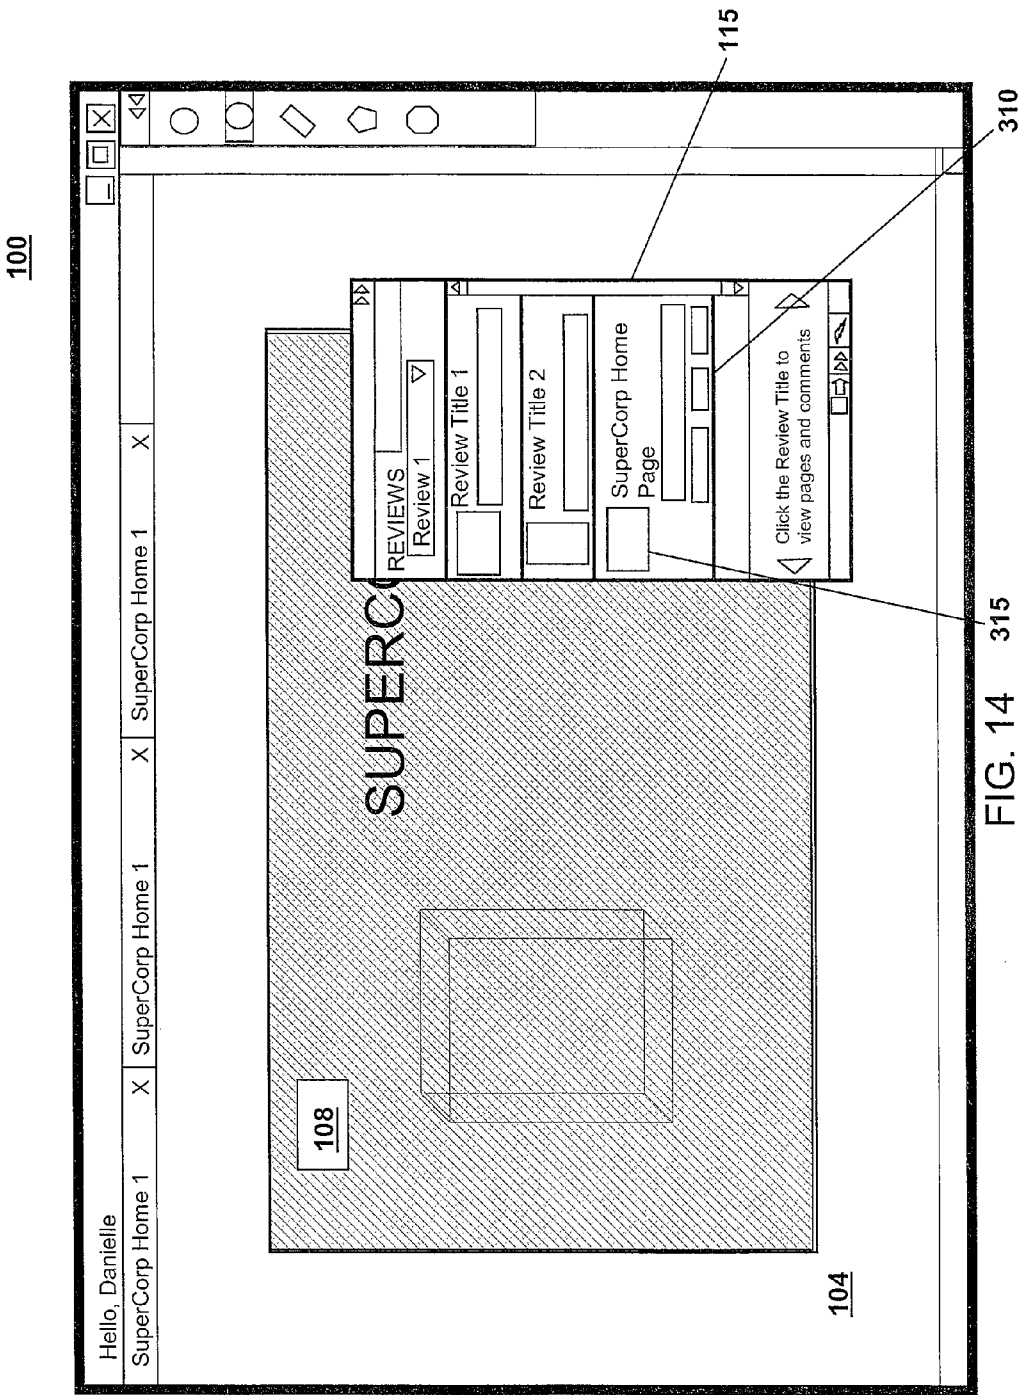 100
Hello, Danielle
SuperCorp Home 1 X
SuperCorp Home 1 X
SuperCorp Home 1 X
108
SUPERCO
REVIEWS
Review 1
Review Title 1
Review Title 2
SuperCorp Home
Page
Click the Review Title to
view pages and comments
104
115
310
315
FIG. 14